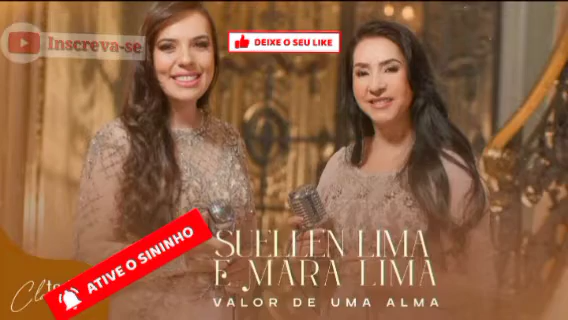 Inscreva-se
DEIXE O SEU LIKE
ATIVE O SININHO
SUELLEN LIMA
E MARA LIMA
VALOR DE UMA ALMA